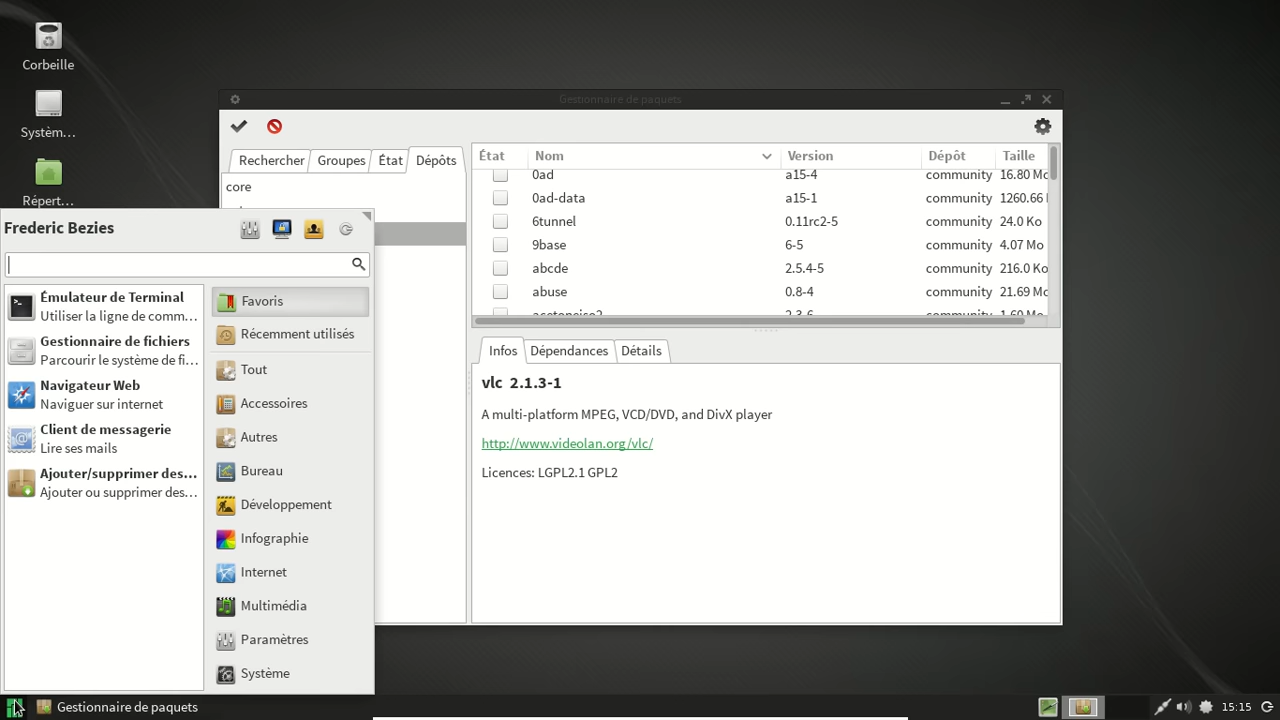 Corbeille
Systèm…
Répert…
Gestionnaire de paquets
Rechercher
Groupes
État
Dépôts
core
État
Nom
Version
Dépôt
Taille
0ad a15-4 community 16.80 Mo
0ad-data a15-1 community 1260.66
6tunnel 0.11rc2-5 community 24.0 Ko
9base 6-5 community 4.07 Mo
abcde 2.5.4-5 community 216.0 Ko
abuse 0.8-4 community 21.69 Mo
Infos
Dépendances
Détails
vlc 2.1.3-1
A multi-platform MPEG, VCD/DVD, and DivX player
http://www.videolan.org/vlc/
Licences: LGPL2.1 GPL2
Frederic Bezies
Émulateur de Terminal
Utiliser la ligne de comm…
Gestionnaire de fichiers
Parcourir le système de fi…
Navigateur Web
Naviguer sur internet
Client de messagerie
Lire ses mails
Ajouter/supprimer des…
Ajouter ou supprimer des…
Favoris
Récemment utilisés
Tout
Accessoires
Autres
Bureau
Développement
Infographie
Internet
Multimédia
Paramètres
Système
Gestionnaire de paquets
15:15